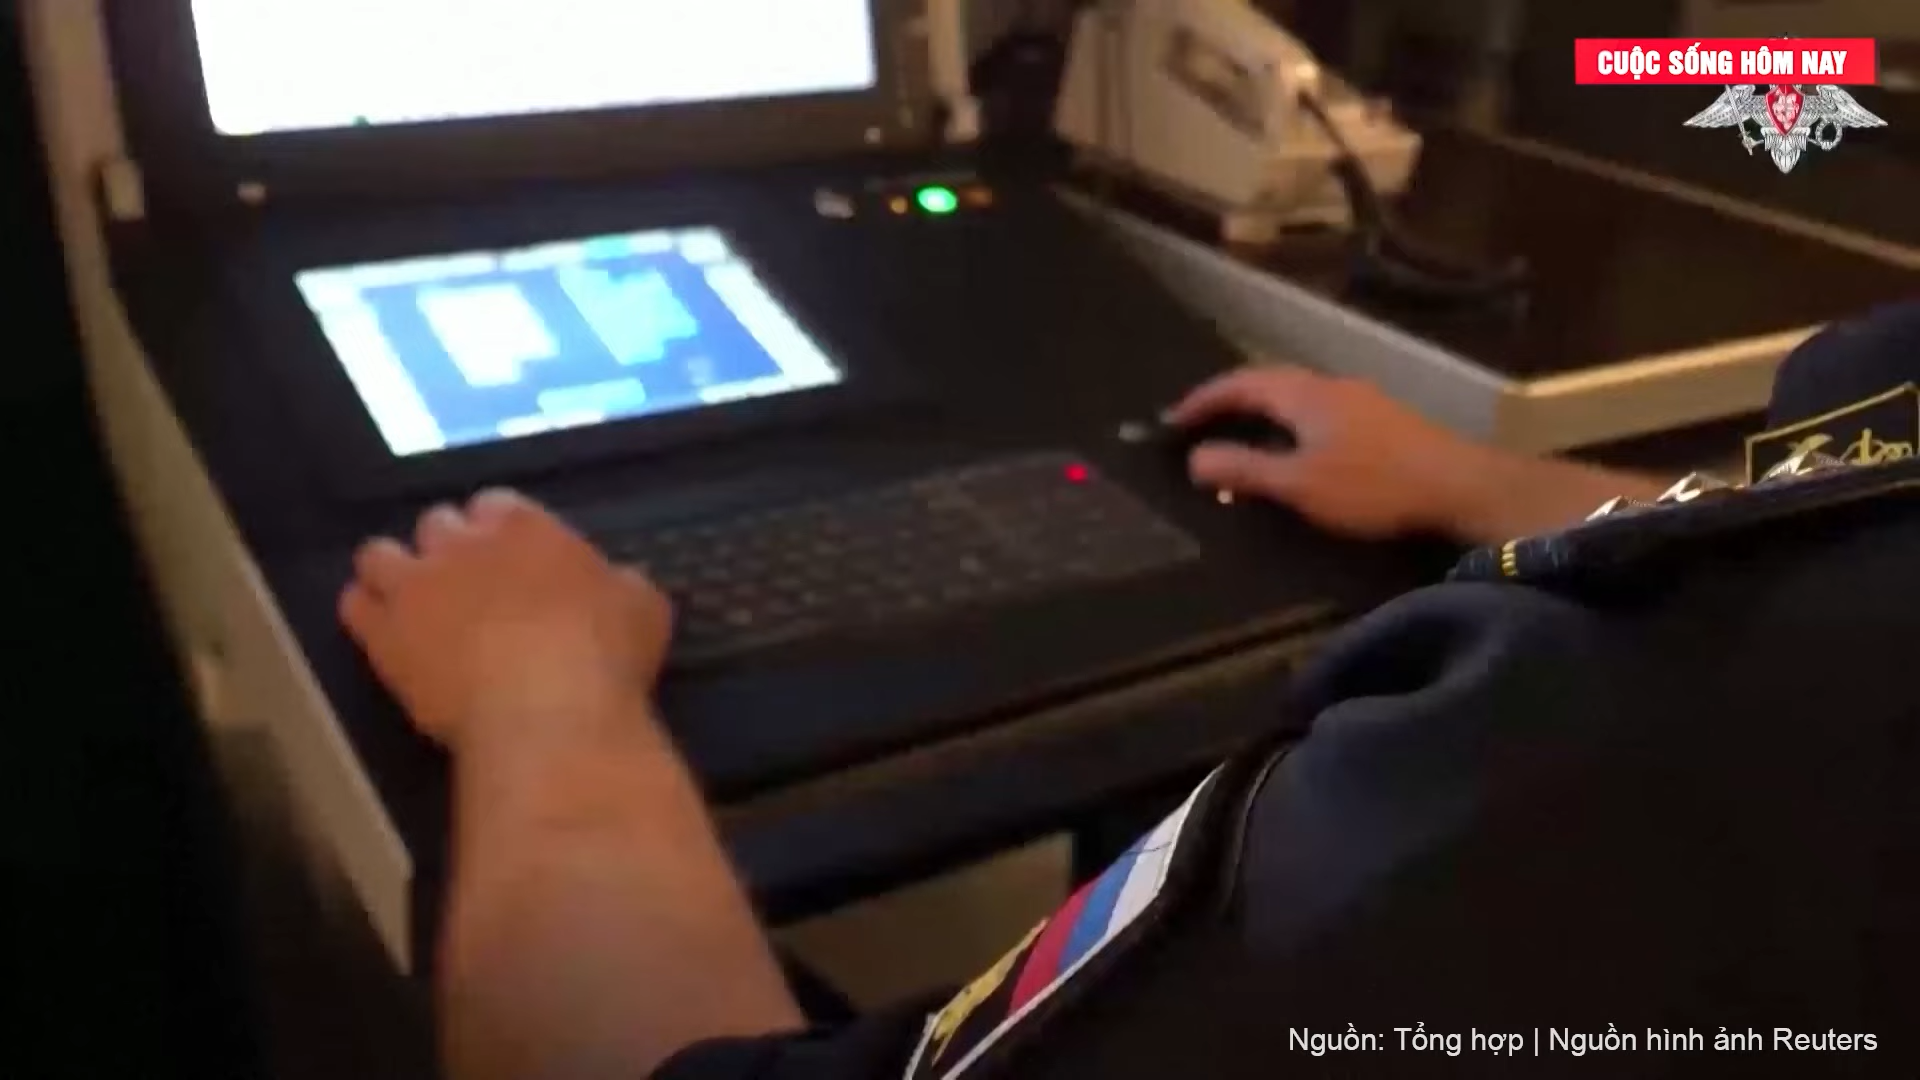 CUỘC SỐNG HÔM NAY
Nguồn: Tổng hợp | Nguồn hình ảnh Reuters